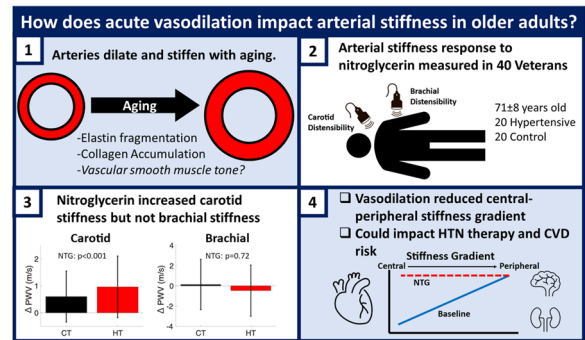 How does acute vasodilation impact arterial stiffness in older adults?
1
Arteries dilate and stiffen with aging.
Aging
-Elastin fragmentation
-Collagen Accumulation
-Vascular smooth muscle tone?
2
Arterial stiffness response to
nitroglycerin measured in 40 Veterans
Brachial
Distensibility
Carotid
Distensibility
71±8 years old
20 Hypertensive
20 Control
3
Nitroglycerin increased carotid
stiffness but not brachial stiffness
Carotid
NTG: p<0.001
Δ PWV (m/s)
2
1
0
CT
HT
Brachial
NTG: p=0.72
Δ PWV (m/s)
4
2
0
-2
-4
CT
HT
4
Vasodilation reduced central-
peripheral stiffness gradient
Could impact HTN therapy and CVD
risk
Stiffness Gradient
Central
Peripheral
NTG
Baseline